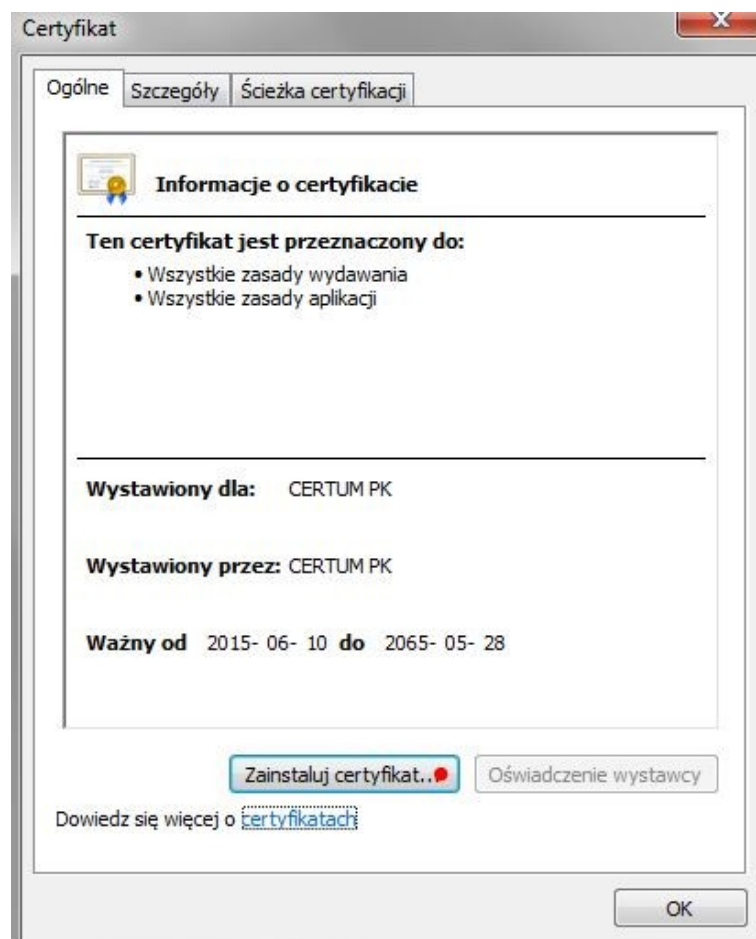 Certyfikat
Ogólne Szczegóły Ścieżka certyfikacji
Informacje o certyfikacie
Ten certyfikat jest przeznaczony do:
• Wszystkie zasady wydawania
• Wszystkie zasady aplikacji
Wystawiony dla: CERTUM PK
Wystawiony przez: CERTUM PK
Ważny od 2015- 06- 10 do 2065- 05- 28
Zainstaluj certyfikat.. Oświadczenie wystawcy
Dowiedz się więcej o certyfikatach
OK